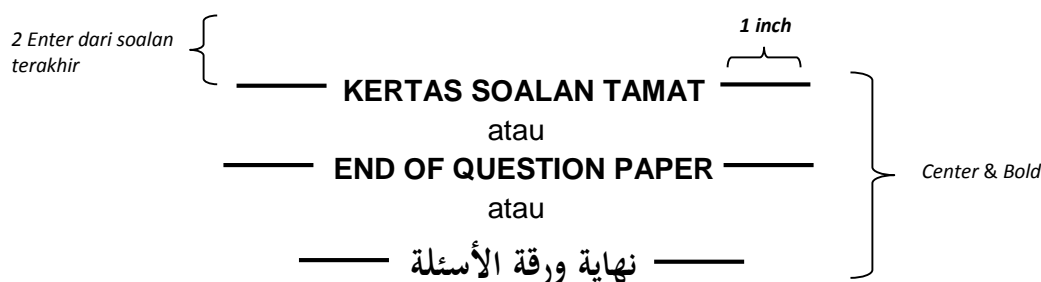 2 Enter dari soalan
terakhir
1 inch
KERTAS SOALAN TAMAT
atau
END OF QUESTION PAPER
atau
نهاية ورقة الأسئلة
Center & Bold